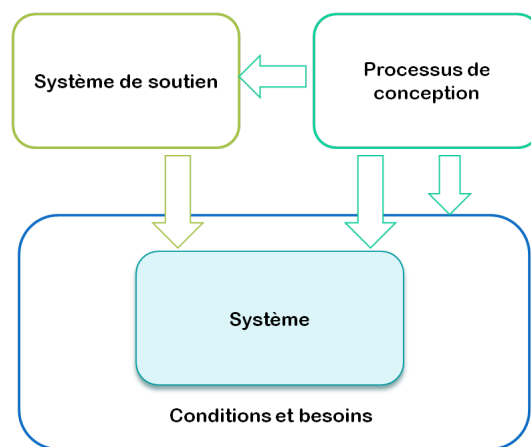 Système de soutien
Processus de
conception
Système
Conditions et besoins